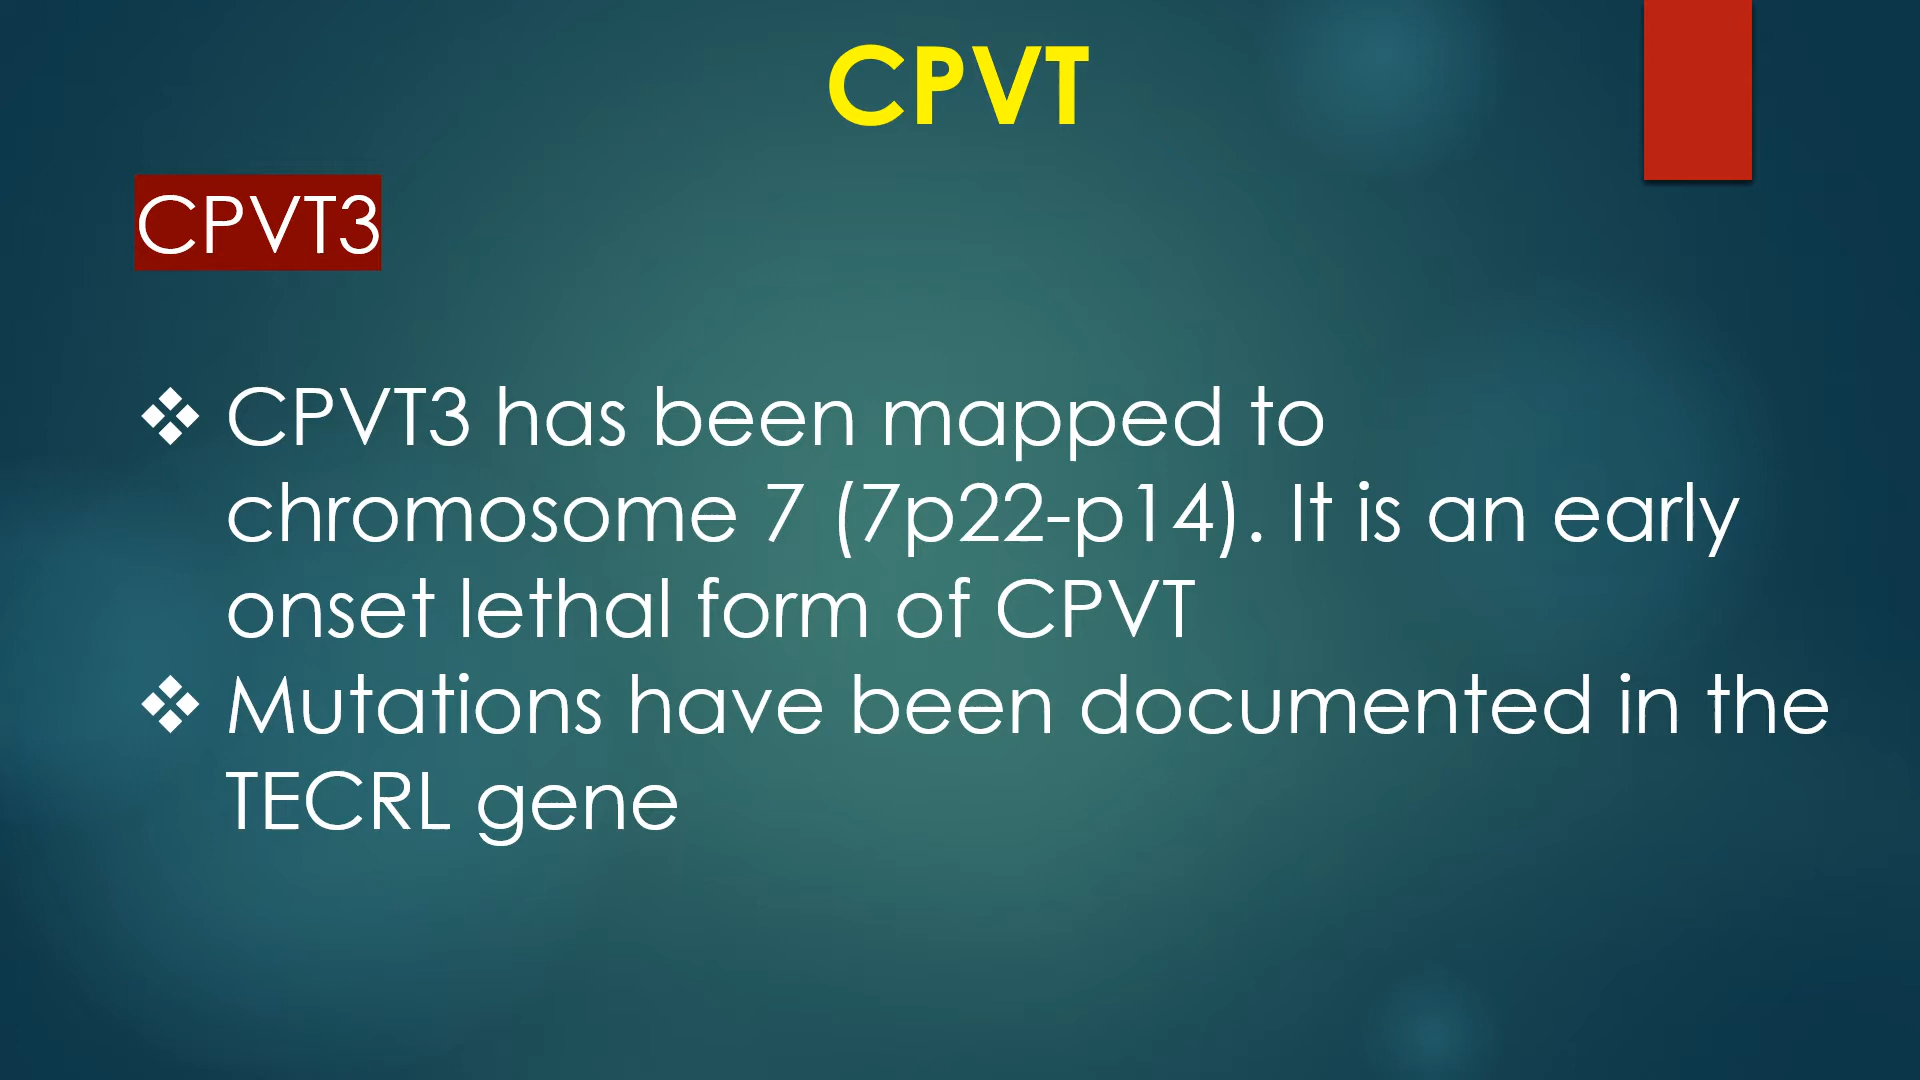 CPVT
CPVT3
❖ CPVT3 has been mapped to
chromosome 7 (7p22-p14). It is an early
onset lethal form of CPVT
❖ Mutations have been documented in the
TECRL gene